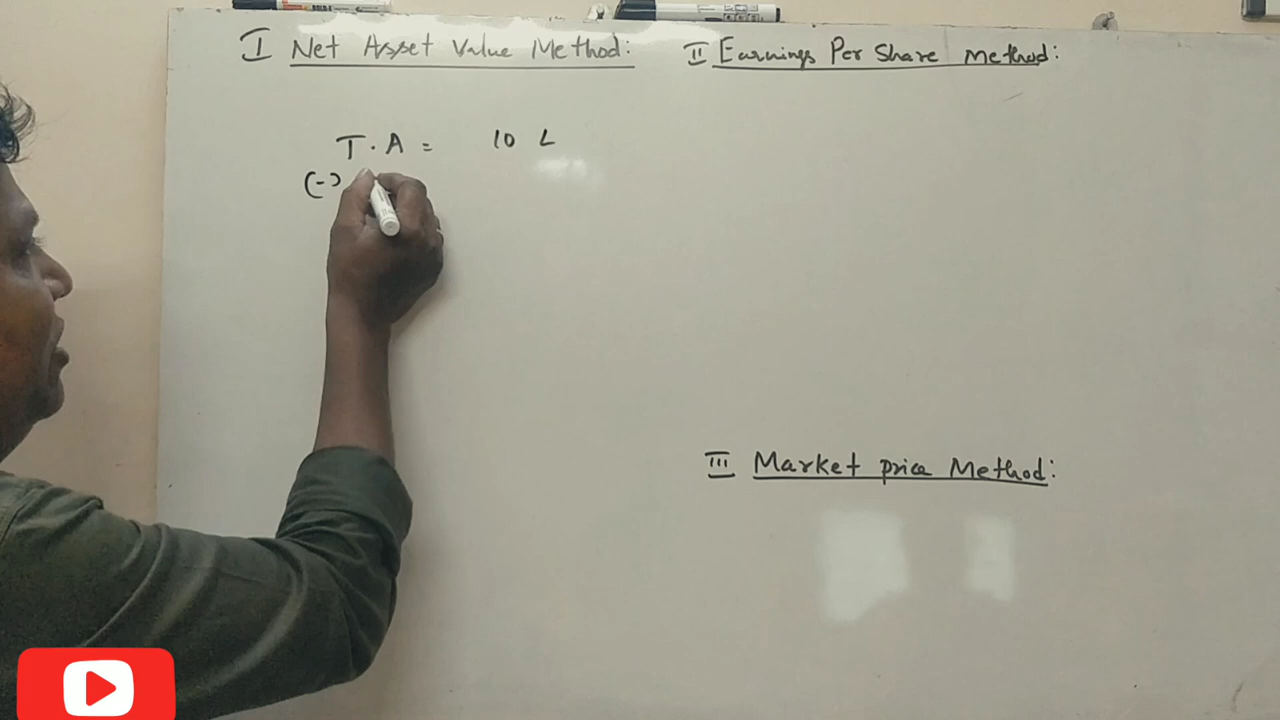 I Net Asset Value Method:
II Earnings Per Share Method:
T.A = 10 L
(-)
III Market price Method: